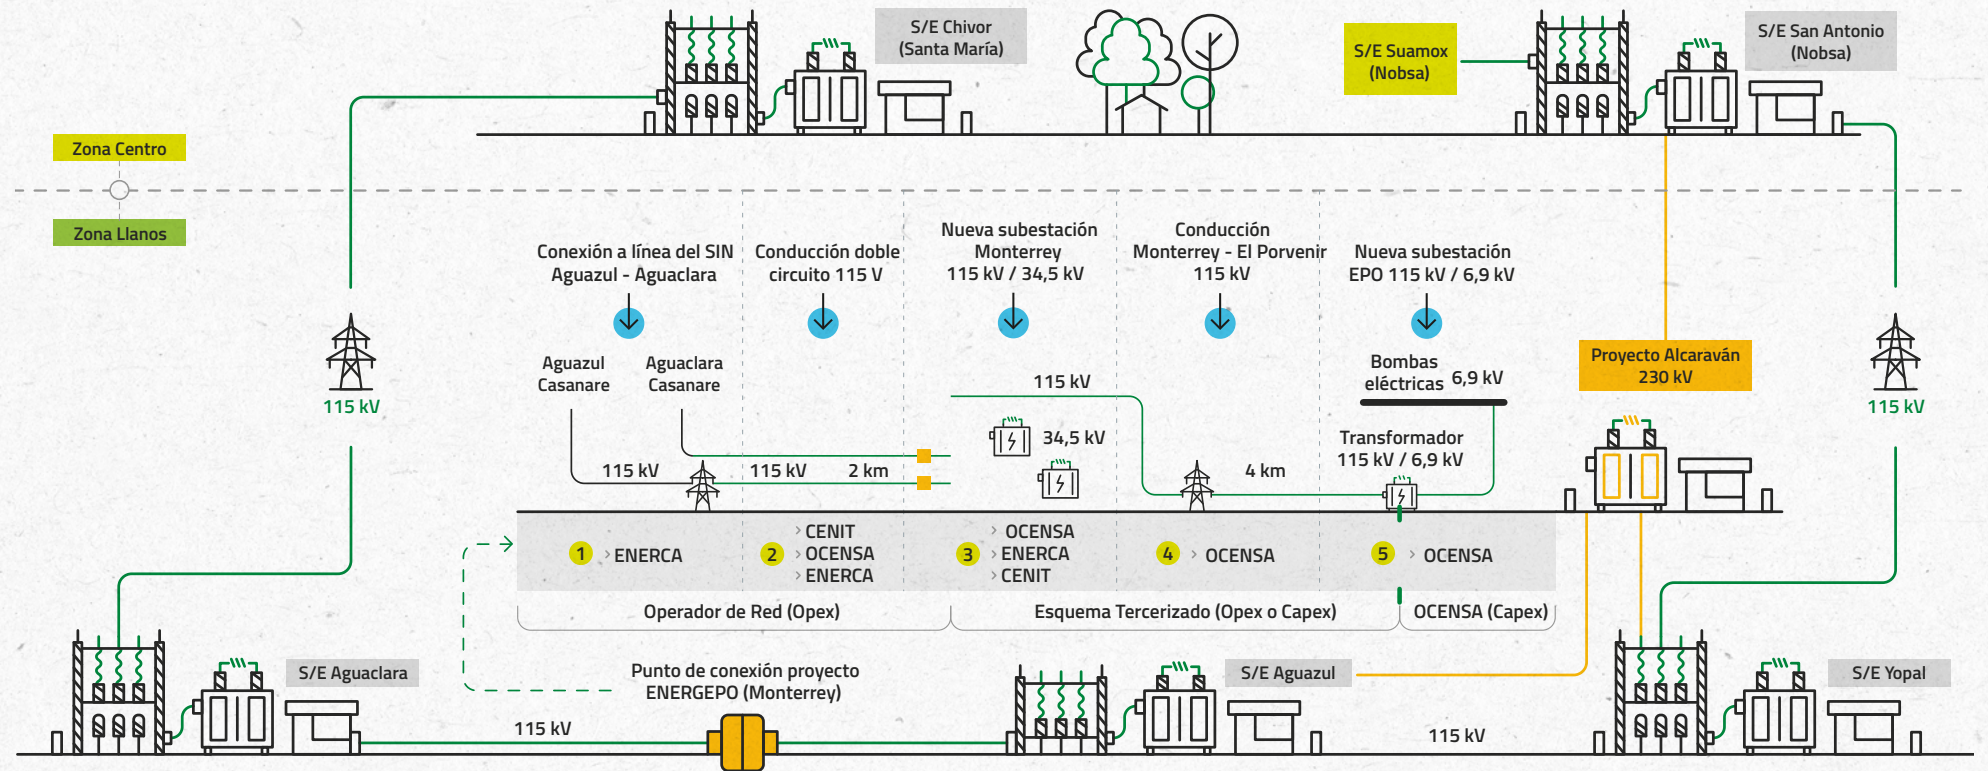 S/E Chivor
(Santa María)
S/E Suamox
(Nobsa)
S/E San Antonio
(Nobsa)
Zona Centro
Zona Llanos
Conexión a línea del SIN
Aguazul - Aguaclara
Conducción doble
circuito 115 V
Nueva subestación
Monterrey
115 kV / 34,5 kV
Conducción
Monterrey - El Porvenir
115 kV
Nueva subestación
EPO 115 kV / 6,9 kV
Aguazul
Casanare
Aguaclara
Casanare
115 kV
115 kV
2 km
115 kV
34,5 kV
4 km
Bombas
eléctricas
6,9 kV
Transformador
115 kV / 6,9 kV
Proyecto Alcaraván
230 kV
115 kV
115 kV
1 > ENERCA
2 > CENIT
> OCENSA
> ENERCA
3 > OCENSA
> ENERCA
> CENIT
4 > OCENSA
5 > OCENSA
Operador de Red (Opex)
Esquema Tercerizado (Opex o Capex)
OCENSA (Capex)
S/E Aguaclara
Punto de conexión proyecto
ENERGEPO (Monterrey)
S/E Aguazul
S/E Yopal
115 kV
115 kV